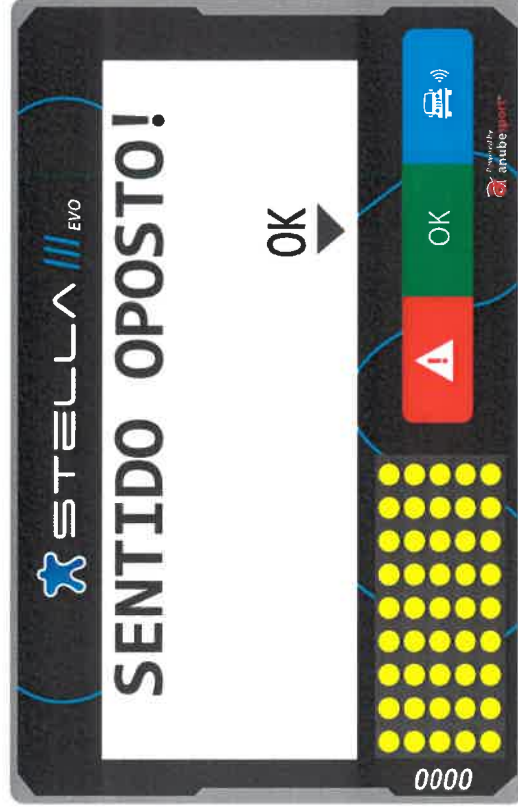 STELLA III EVO
SENTIDO OPOSTO!
OK
OK
0000
Powered by
anubesport